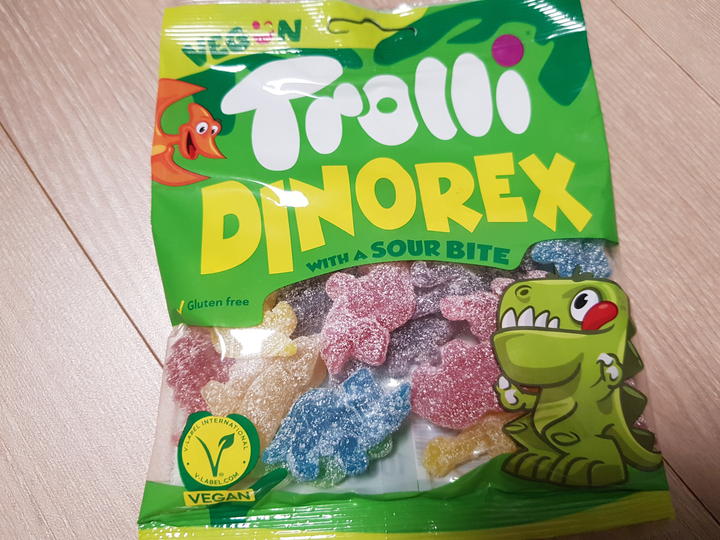 VEGAN
Trolli
DINOREX
WITH A SOUR BITE
Gluten free
V-LABEL INTERNATIONAL
V-LABEL.COM
VEGAN